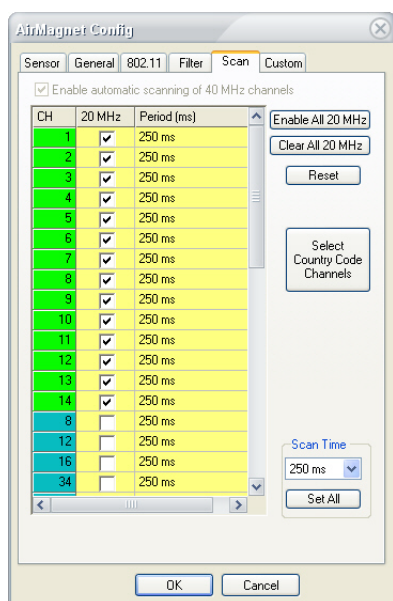 AirMagnet Config
Sensor General 802.11 Filter Scan Custom
Enable automatic scanning of 40 MHz channels
CH 20 MHz Period (ms)
1 250 ms
2 250 ms
3 250 ms
4 250 ms
5 250 ms
6 250 ms
7 250 ms
8 250 ms
9 250 ms
10 250 ms
11 250 ms
12 250 ms
13 250 ms
14 250 ms
8 250 ms
12 250 ms
16 250 ms
34 250 ms
Enable All 20 MHz
Clear All 20 MHz
Reset
Select
Country Code
Channels
Scan Time
250 ms
Set All
OK Cancel